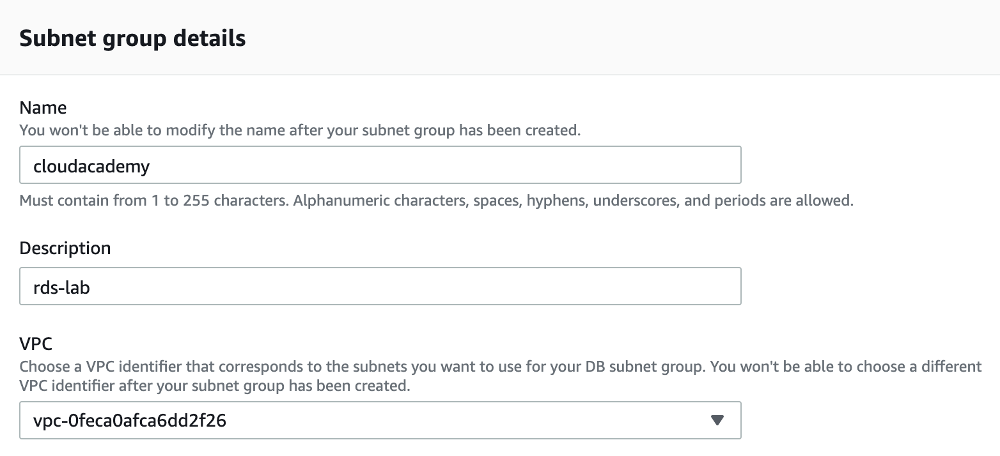 Subnet group details
Name
You won't be able to modify the name after your subnet group has been created.
cloudacademy
Must contain from 1 to 255 characters. Alphanumeric characters, spaces, hyphens, underscores, and periods are allowed.
Description
rds-lab
VPC
Choose a VPC identifier that corresponds to the subnets you want to use for your DB subnet group. You won't be able to choose a different
VPC identifier after your subnet group has been created.
vpc-0feca0afca6dd2f26